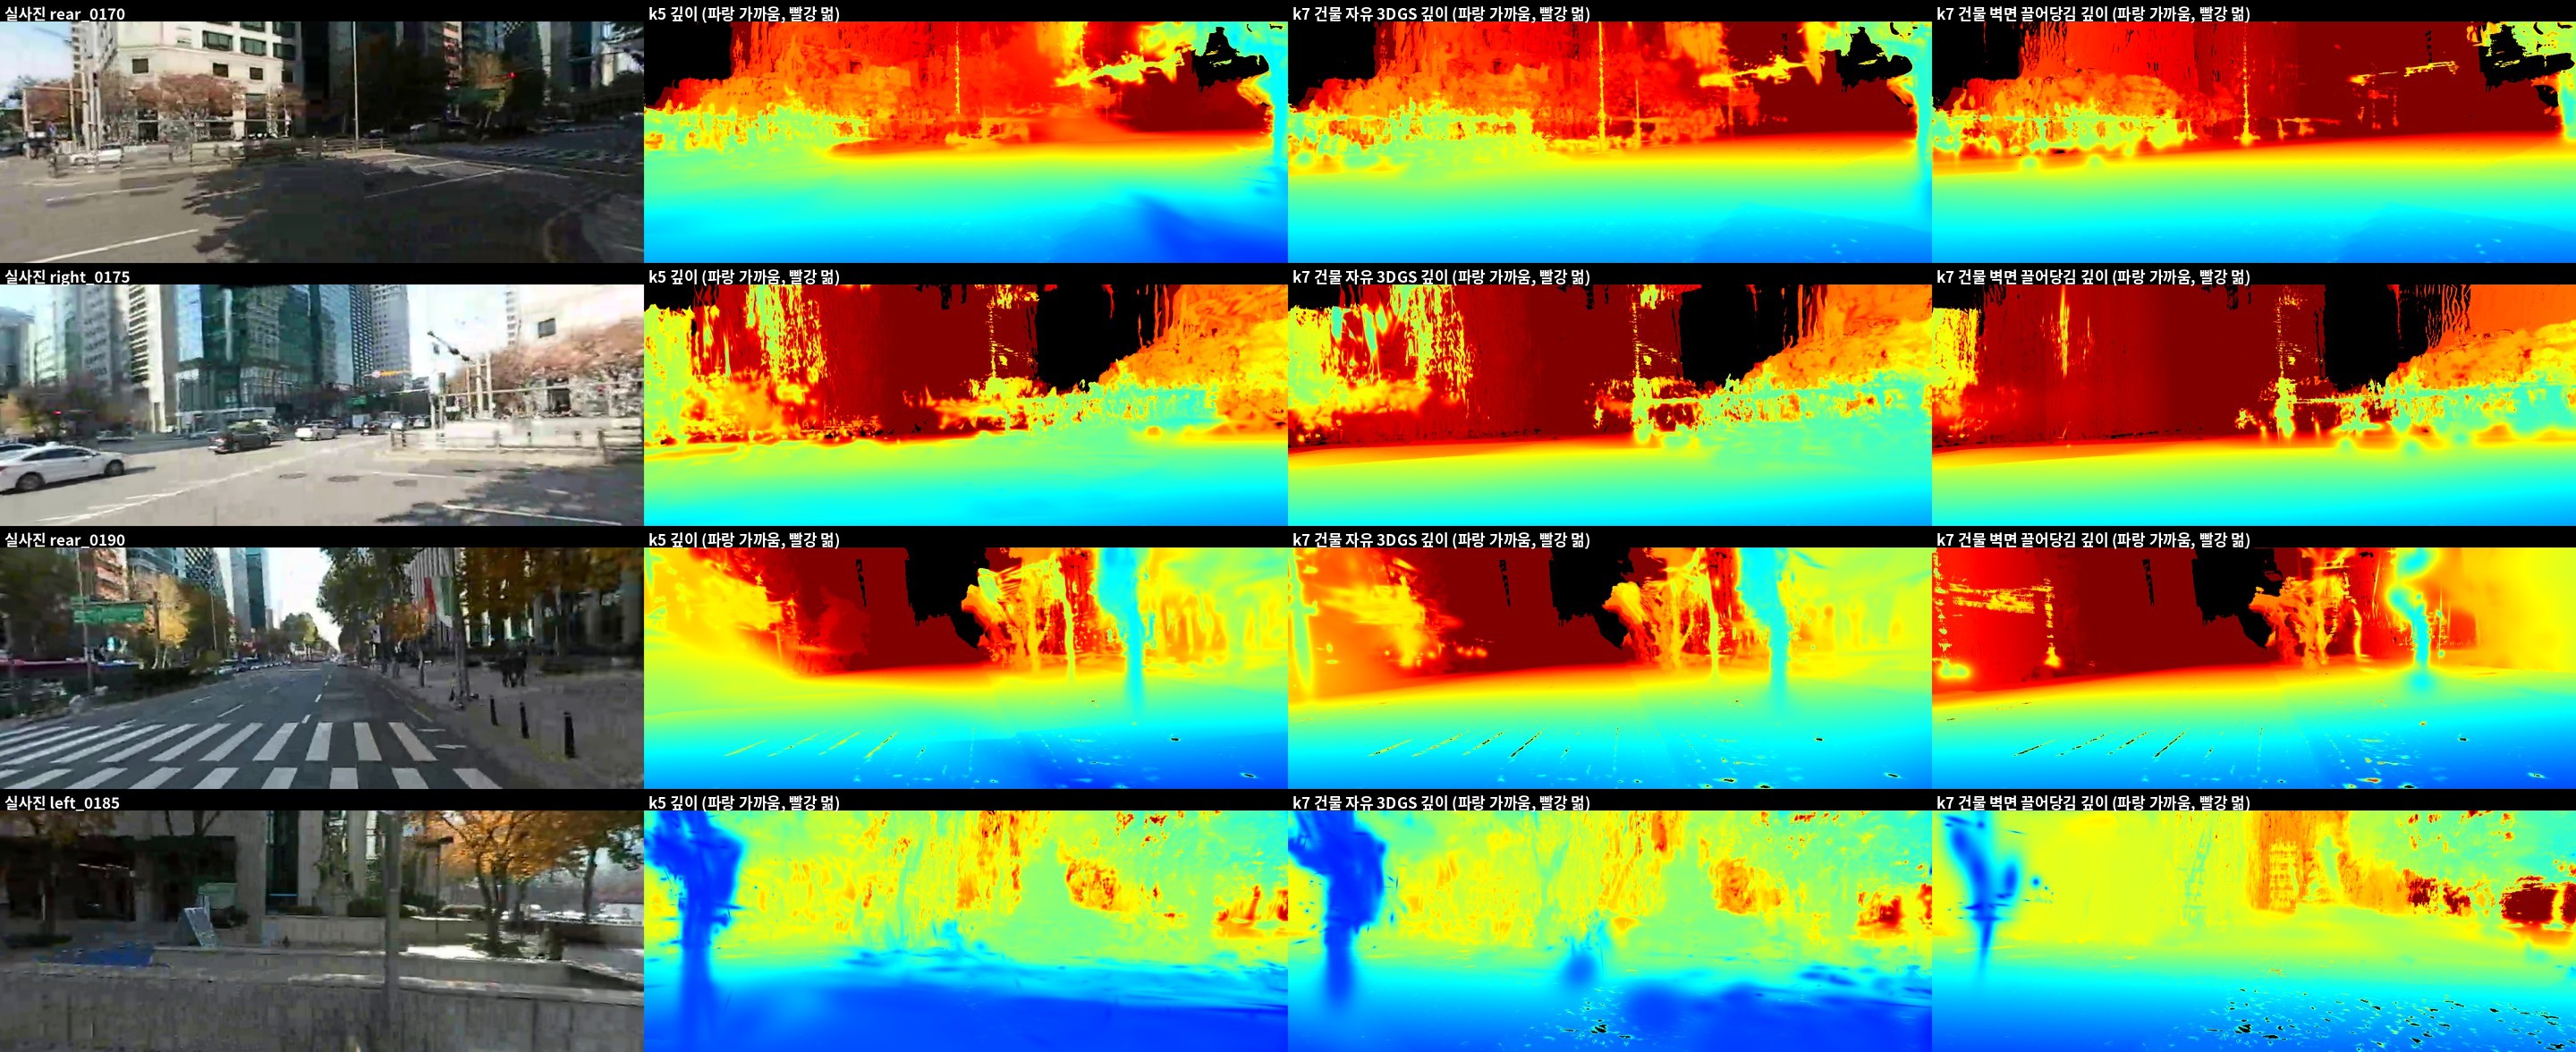 실사진 rear_0170
k5 깊이 (파랑 가까움, 빨강 멂)
k7 건물 자유 3DGS 깊이 (파랑 가까움, 빨강 멂)
k7 건물 벽면 끌어당김 깊이 (파랑 가까움, 빨강 멂)
실사진 right_0175
k5 깊이 (파랑 가까움, 빨강 멂)
k7 건물 자유 3DGS 깊이 (파랑 가까움, 빨강 멂)
k7 건물 벽면 끌어당김 깊이 (파랑 가까움, 빨강 멂)
실사진 rear_0190
k5 깊이 (파랑 가까움, 빨강 멂)
k7 건물 자유 3DGS 깊이 (파랑 가까움, 빨강 멂)
k7 건물 벽면 끌어당김 깊이 (파랑 가까움, 빨강 멂)
실사진 left_0185
k5 깊이 (파랑 가까움, 빨강 멂)
k7 건물 자유 3DGS 깊이 (파랑 가까움, 빨강 멂)
k7 건물 벽면 끌어당김 깊이 (파랑 가까움, 빨강 멂)